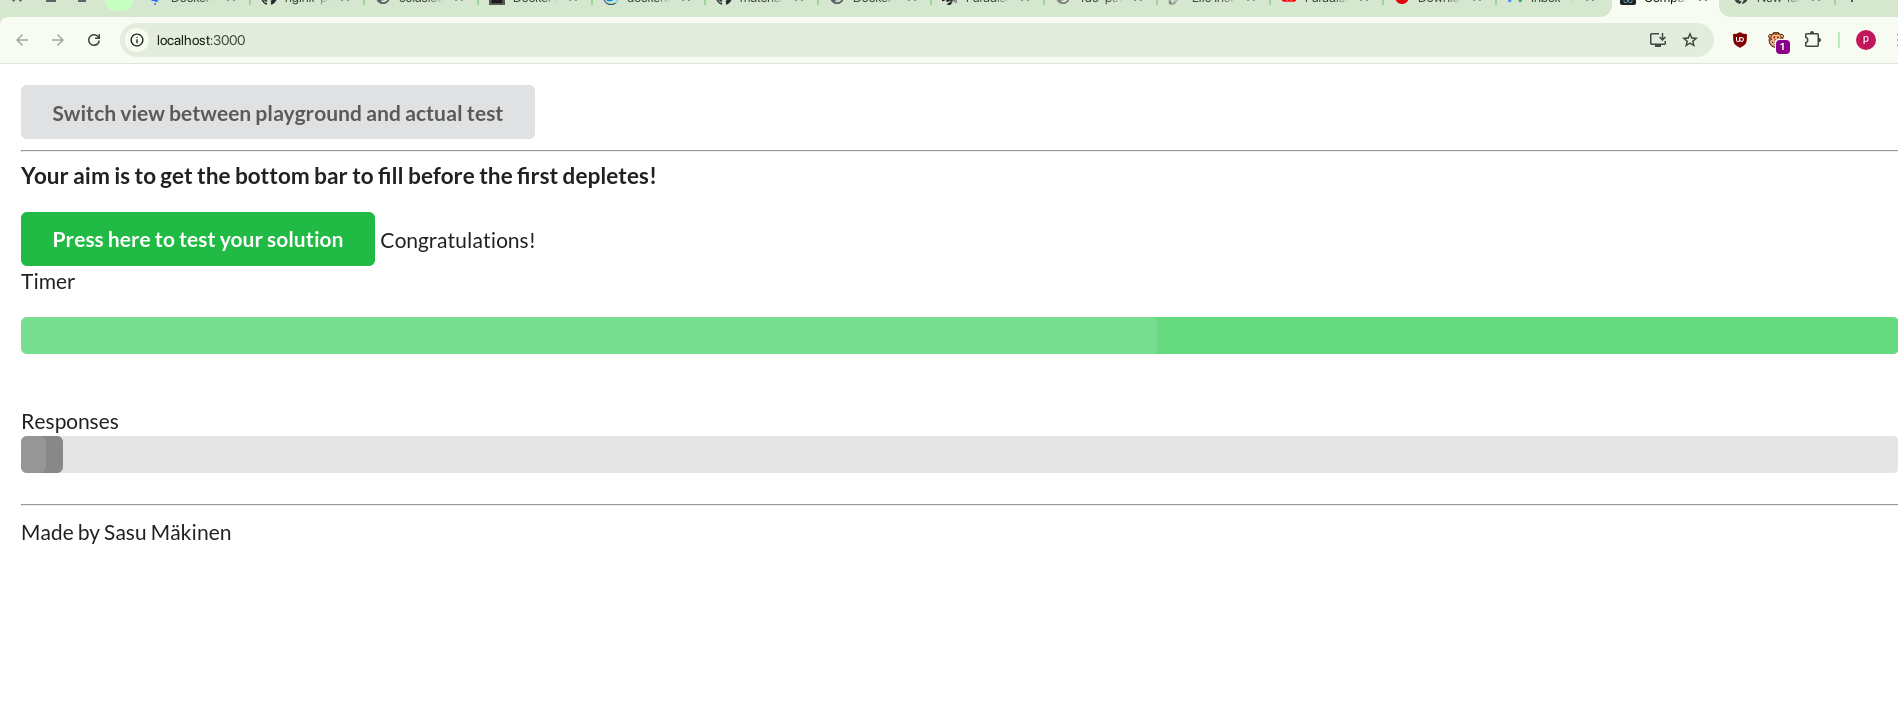 localhost:3000
1
p
Switch view between playground and actual test
Your aim is to get the bottom bar to fill before the first depletes!
Press here to test your solution Congratulations!
Timer
Responses
Made by Sasu Mäkinen